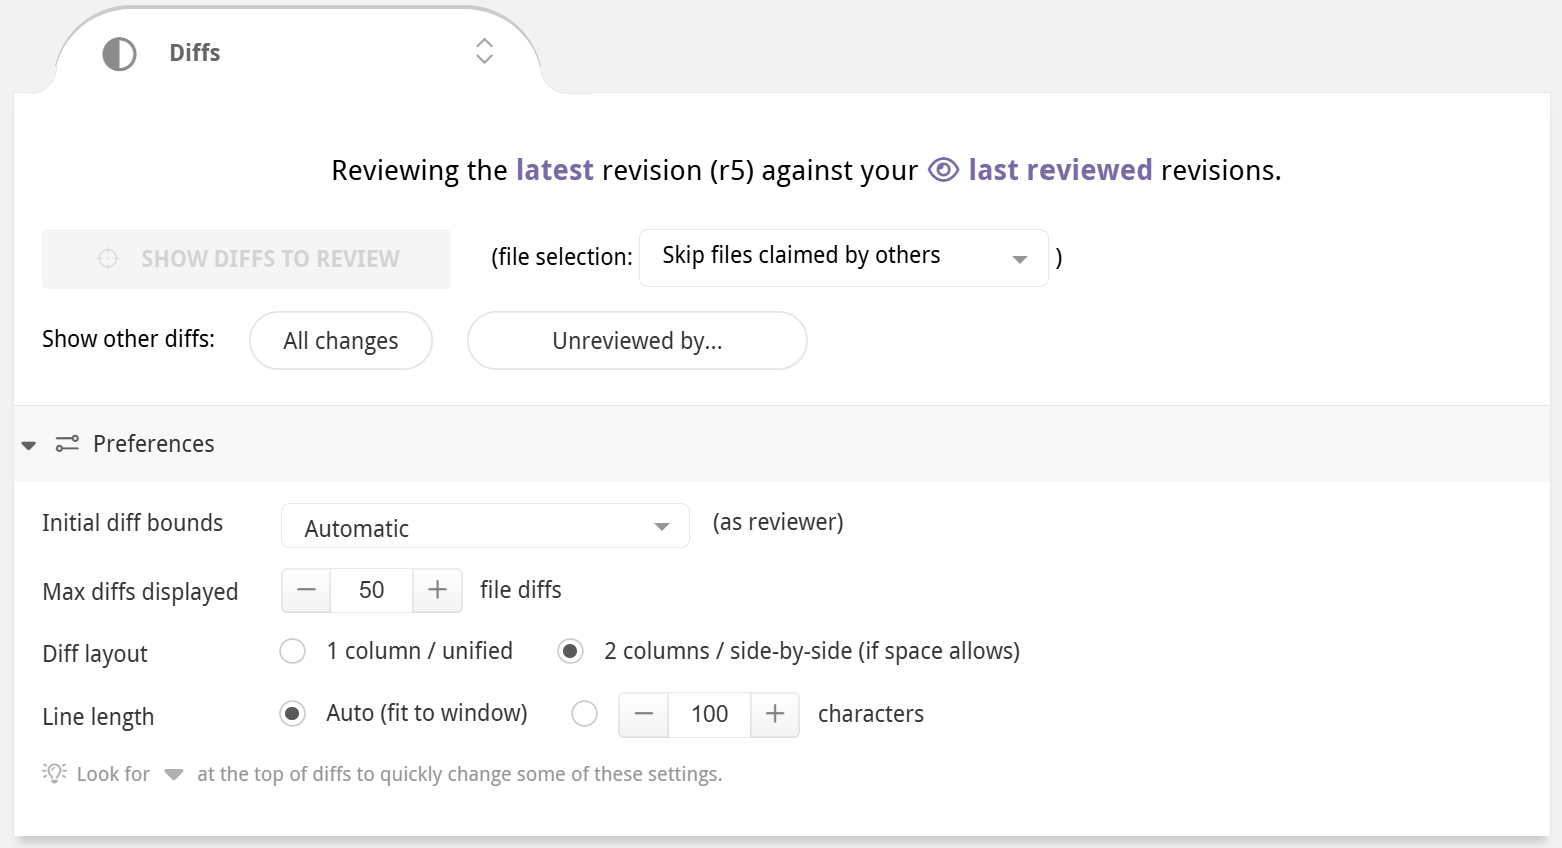 Diffs
Reviewing the latest revision (r5) against your last reviewed revisions.
SHOW DIFFS TO REVIEW (file selection: Skip files claimed by others )
Show other diffs: All changes Unreviewed by...
Preferences
Initial diff bounds Automatic (as reviewer)
Max diffs displayed − 50 + file diffs
Diff layout 1 column / unified 2 columns / side-by-side (if space allows)
Line length Auto (fit to window) − 100 + characters
Look for at the top of diffs to quickly change some of these settings.